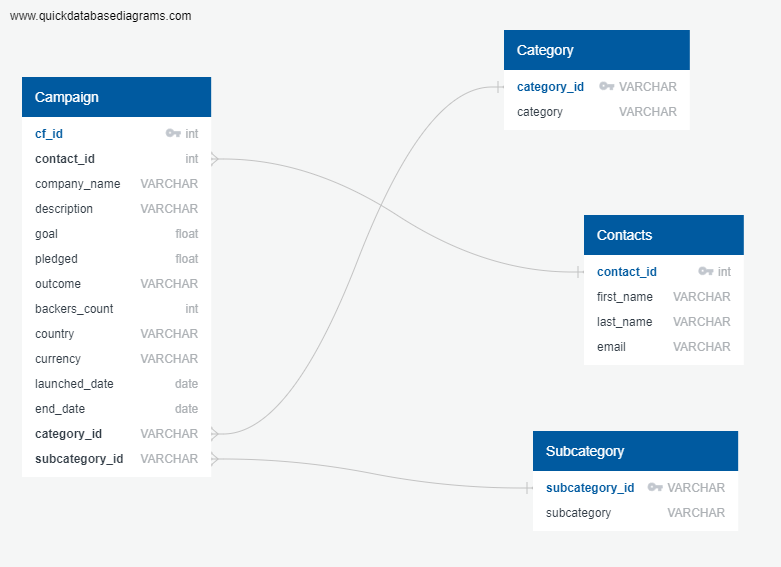 www.quickdatabasediagrams.com
Campaign
cf_id int
contact_id int
company_name VARCHAR
description VARCHAR
goal float
pledged float
outcome VARCHAR
backers_count int
country VARCHAR
currency VARCHAR
launched_date date
end_date date
category_id VARCHAR
subcategory_id VARCHAR
Category
category_id VARCHAR
category VARCHAR
Contacts
contact_id int
first_name VARCHAR
last_name VARCHAR
email VARCHAR
Subcategory
subcategory_id VARCHAR
subcategory VARCHAR